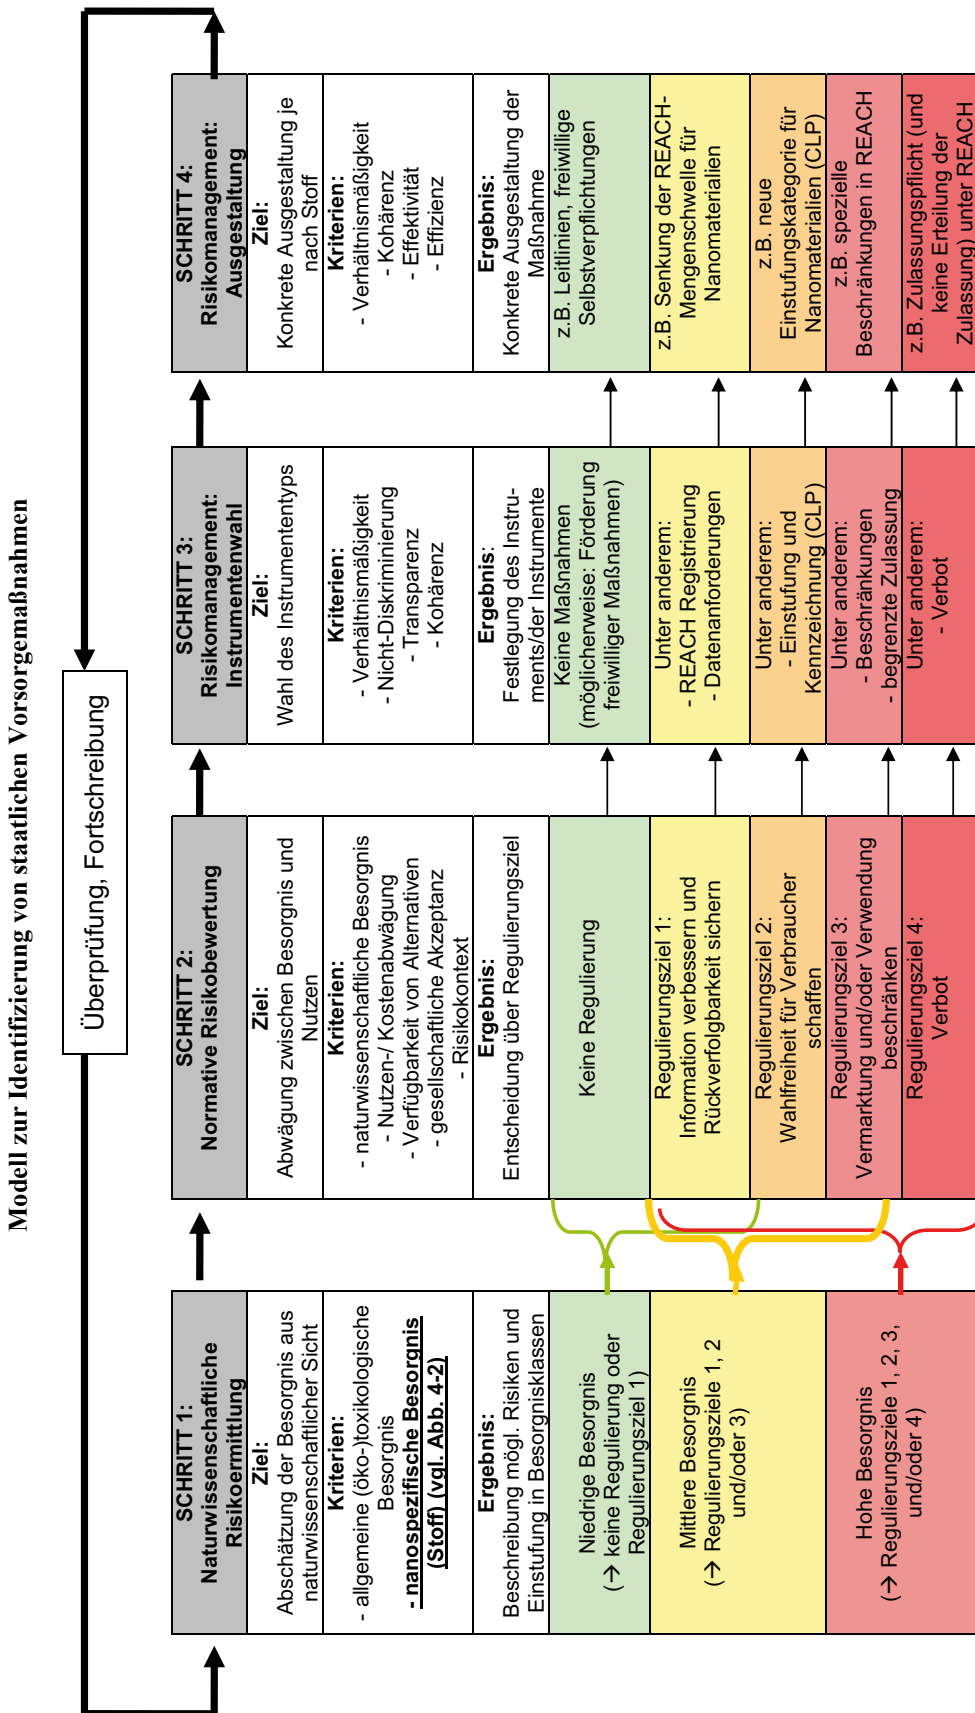 Modell zur Identifizierung von staatlichen Vorsorgemaßnahmen
Überprüfung, Fortschreibung
SCHRITT 1:
Naturwissenschaftliche
Risikoermittlung
Ziel:
Abschätzung der Besorgnis aus
naturwissenschaftlicher Sicht
Kriterien:
- allgemeine (öko-)toxikologische
Besorgnis
- nanospezifische Besorgnis
(Stoff) (vgl. Abb. 4-2)
Ergebnis:
Beschreibung mögl. Risiken und
Einstufung in Besorgnisklassen
Niedrige Besorgnis
(→ keine Regulierung oder
Regulierungsziel 1)
Mittlere Besorgnis
(→ Regulierungsziele 1, 2
und/oder 3)
Hohe Besorgnis
(→ Regulierungsziele 1, 2, 3,
und/oder 4)
SCHRITT 2:
Normative Risikobewertung
Ziel:
Abwägung zwischen Besorgnis und
Nutzen
Kriterien:
- naturwissenschaftliche Besorgnis
- Nutzen-/ Kostenabwägung
- Verfügbarkeit von Alternativen
- gesellschaftliche Akzeptanz
- Risikokontext
Ergebnis:
Entscheidung über Regulierungsziel
Keine Regulierung
Regulierungsziel 1:
Information verbessern und
Rückverfolgbarkeit sichern
Regulierungsziel 2:
Wahlfreiheit für Verbraucher
schaffen
Regulierungsziel 3:
Vermarktung und/oder Verwendung
beschränken
Regulierungsziel 4:
Verbot
SCHRITT 3:
Risikomanagement:
Instrumentenwahl
Ziel:
Wahl des Instrumententyps
Kriterien:
- Verhältnismäßigkeit
- Nicht-Diskriminierung
- Transparenz
- Kohärenz
Ergebnis:
Festlegung des Instru-
ments/der Instrumente
Keine Maßnahmen
(möglicherweise: Förderung
freiwilliger Maßnahmen)
Unter anderem:
- REACH Registrierung
- Datenanforderungen
Unter anderem:
- Einstufung und
Kennzeichnung (CLP)
Unter anderem:
- Beschränkungen
- begrenzte Zulassung
Unter anderem:
- Verbot
SCHRITT 4:
Risikomanagement:
Ausgestaltung
Ziel:
Konkrete Ausgestaltung je
nach Stoff
Kriterien:
- Verhältnismäßigkeit
- Kohärenz
- Effektivität
- Effizienz
Ergebnis:
Konkrete Ausgestaltung der
Maßnahme
z.B. Leitlinien, freiwillige
Selbstverpflichtungen
z.B. Senkung der REACH-
Mengenschwelle für
Nanomaterialien
z.B. neue
Einstufungskategorie für
Nanomaterialien (CLP)
z.B. spezielle
Beschränkungen in REACH
z.B. Zulassungspflicht (und
keine Erteilung der
Zulassung) unter REACH